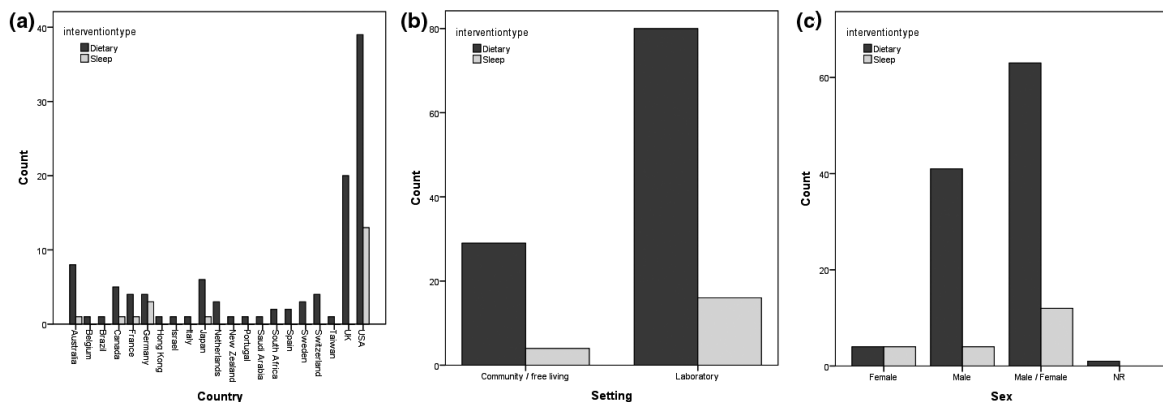 (a)
interventiontype
Dietary
Sleep
Count
40
30
20
10
0
Australia
Belgium
Brazil
Canada
France
Germany
Hong Kong
Israel
Italy
Japan
Netherlands
New Zealand
Portugal
Saudi Arabia
South Africa
Spain
Sweden
Switzerland
Taiwan
UK
USA
Country
(b)
interventiontype
Dietary
Sleep
Count
80
60
40
20
0
Community / free living
Laboratory
Setting
(c)
interventiontype
Dietary
Sleep
Count
60
40
20
0
Female
Male
Male / Female
NR
Sex